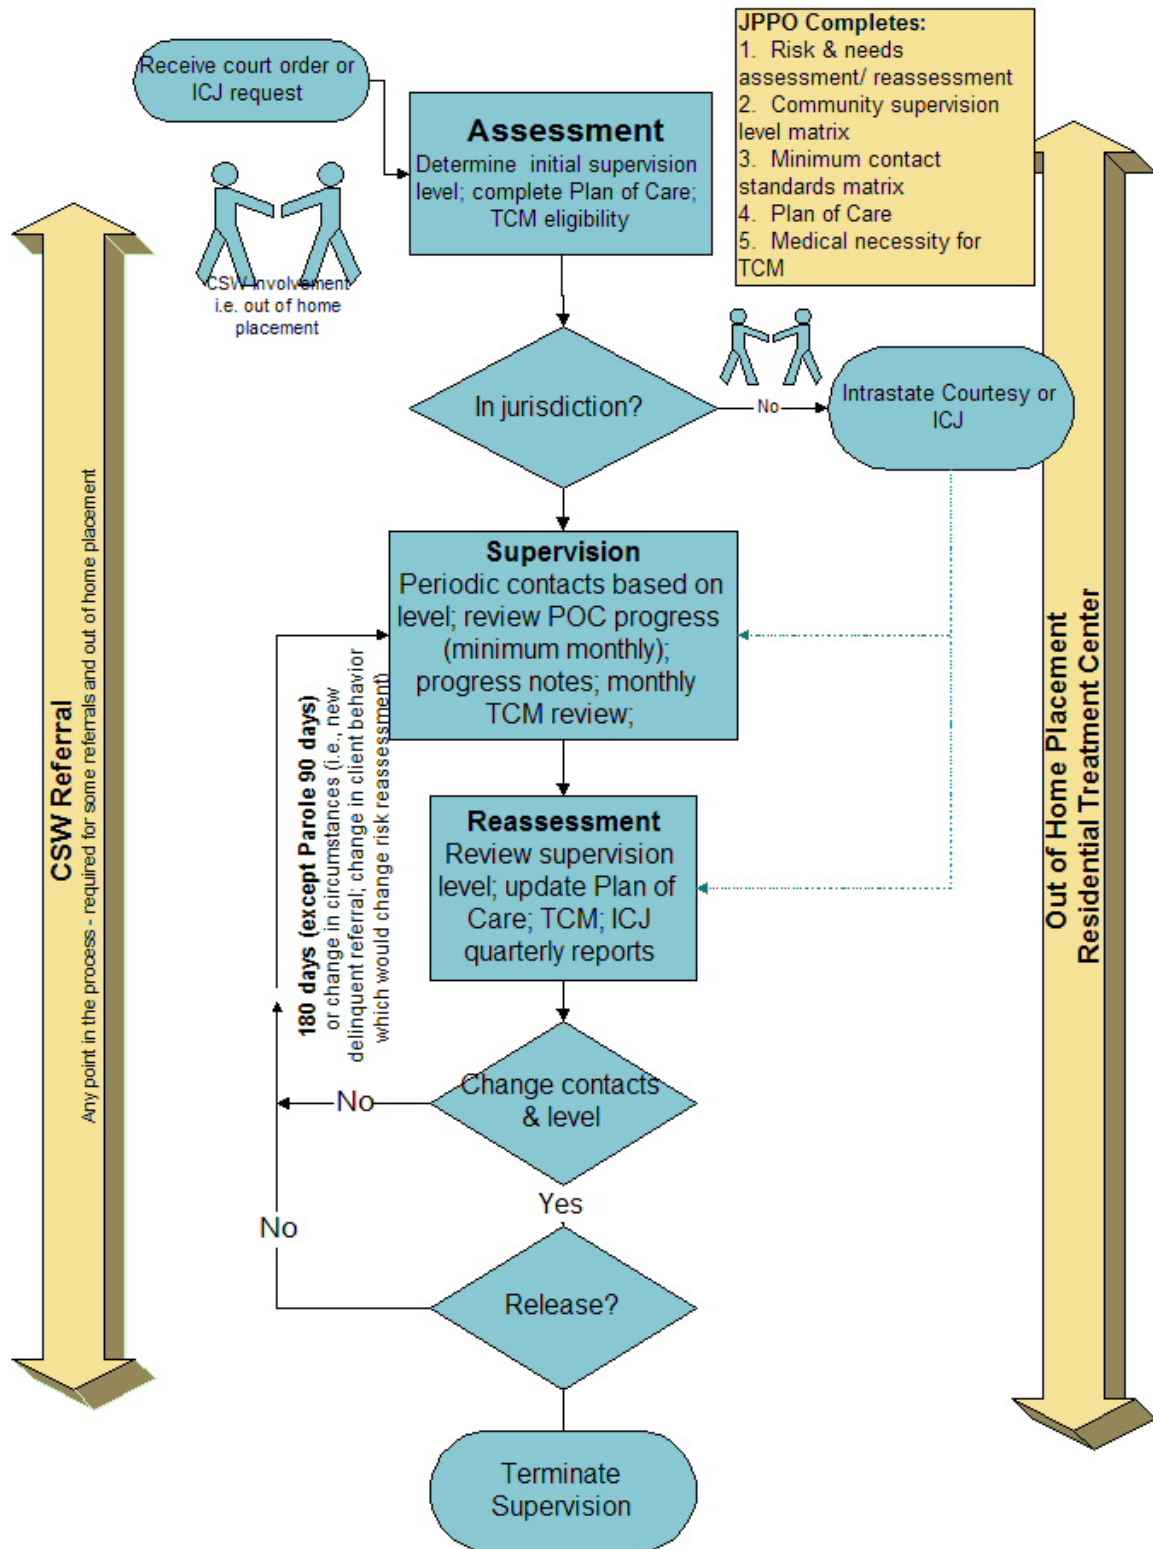 Receive court order or
ICJ request
Assessment
Determine initial supervision
level; complete Plan of Care;
TCM eligibility
JPPO Completes:
1. Risk & needs
assessment/ reassessment
2. Community supervision
level matrix
3. Minimum contact
standards matrix
4. Plan of Care
5. Medical necessity for
TCM
CSW Involvement
i.e. out of home
placement
In jurisdiction?
No
Intrastate Courtesy or
ICJ
CSW Referral
Any point in the process - required for some referrals and out of home placement
Supervision
Periodic contacts based on
level; review POC progress
(minimum monthly);
progress notes; monthly
TCM review;
180 days (except Parole 90 days)
or change in circumstances (i.e., new
delinquent referral; change in client behavior
which would change risk reassessment)
Out of Home Placement
Residential Treatment Center
Reassessment
Review supervision
level; update Plan of
Care; TCM; ICJ
quarterly reports
Change contacts
& level
No
Yes
No
Release?
Terminate
Supervision